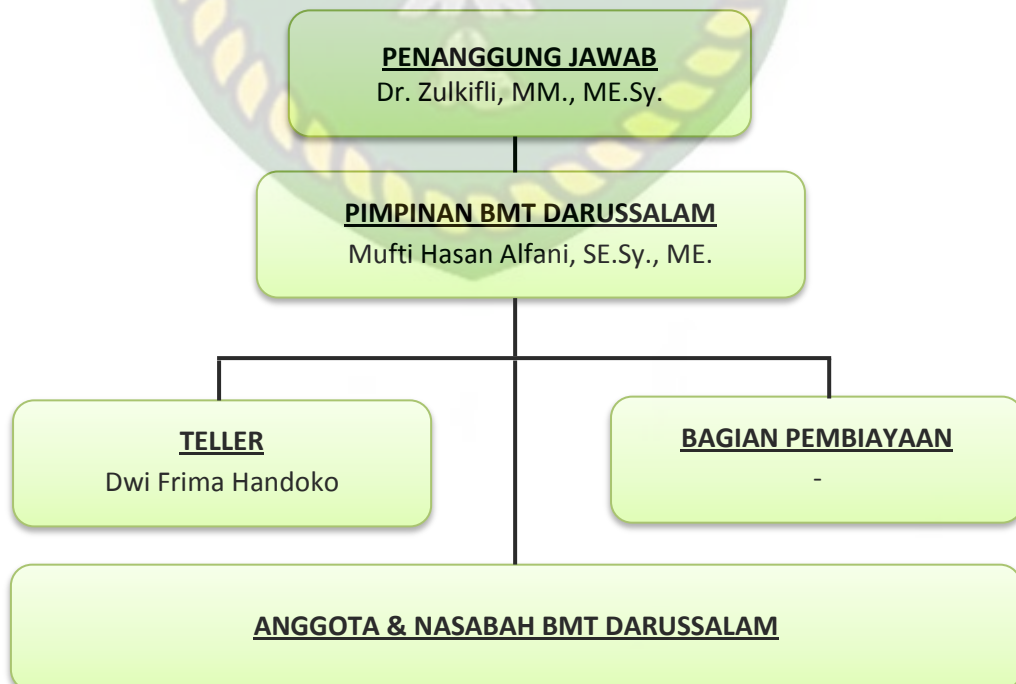 PENANGGUNG JAWAB
Dr. Zulkifli, MM., ME.Sy.
PIMPINAN BMT DARUSSALAM
Mufti Hasan Alfani, SE.Sy., ME.
TELLER
Dwi Frima Handoko
BAGIAN PEMBIAYAAN
-
ANGGOTA & NASABAH BMT DARUSSALAM